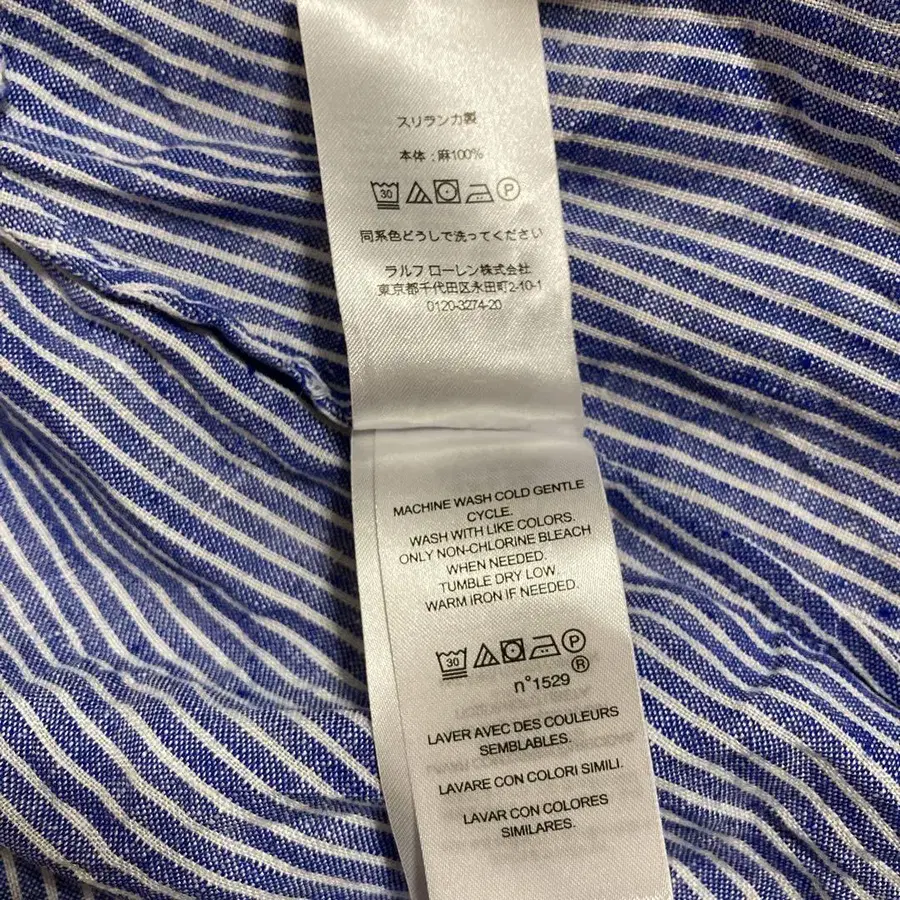 スリランカ製
本体：麻100%
30 P
同系色どうしで洗ってください
ラルフ ローレン株式会社
東京都千代田区永田町2-10-1
0120-3274-20
MACHINE WASH COLD GENTLE
CYCLE.
WASH WITH LIKE COLORS.
ONLY NON-CHLORINE BLEACH
WHEN NEEDED.
TUMBLE DRY LOW.
WARM IRON IF NEEDED.
30 P
n°1529 ®
LAVER AVEC DES COULEURS
SEMBLABLES.
LAVARE CON COLORI SIMILI.
LAVAR CON COLORES
SIMILARES.